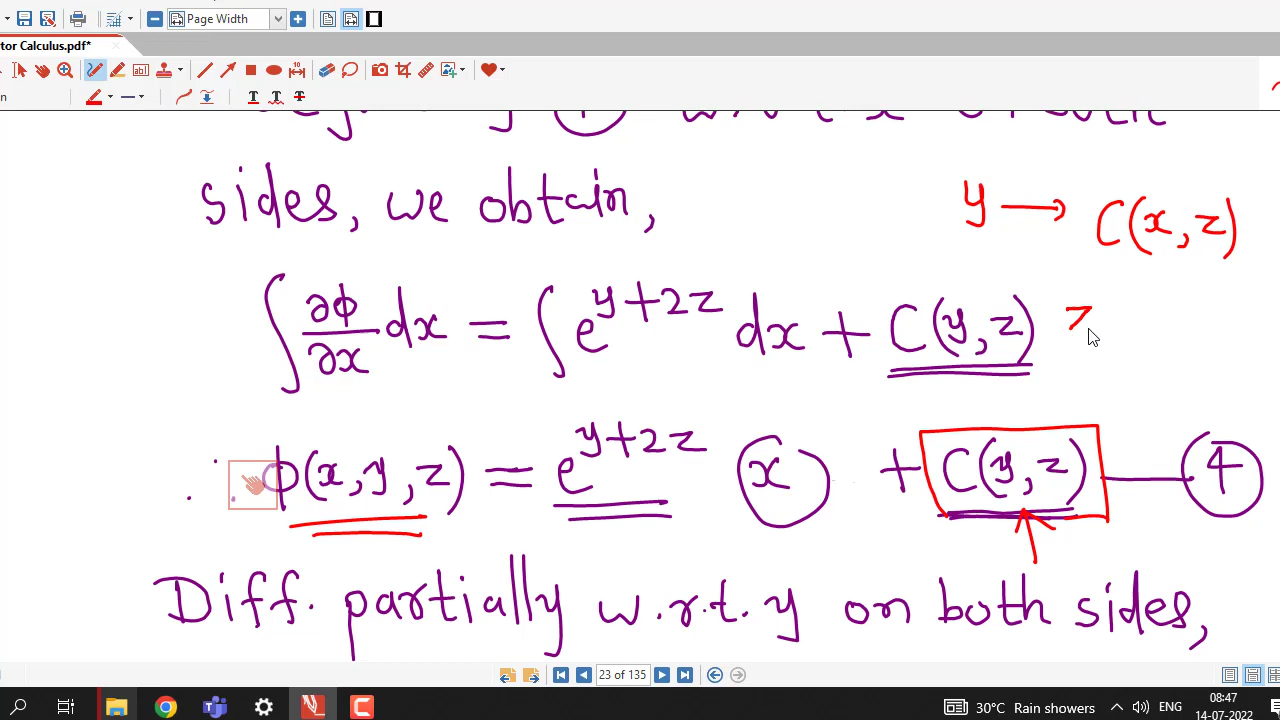 Page Width
tor Calculus.pdf*
sides, we obtain,
y → C(x, z)
∫ ∂φ/∂x dx = ∫ e^{y+2z} dx + C(y, z)
∴ φ(x, y, z) = e^{y+2z} x + C(y, z) — 4
Diff. partially w.r.t. y on both sides,
23 of 135
30°C Rain showers
ENG
08:47
14-07-2022